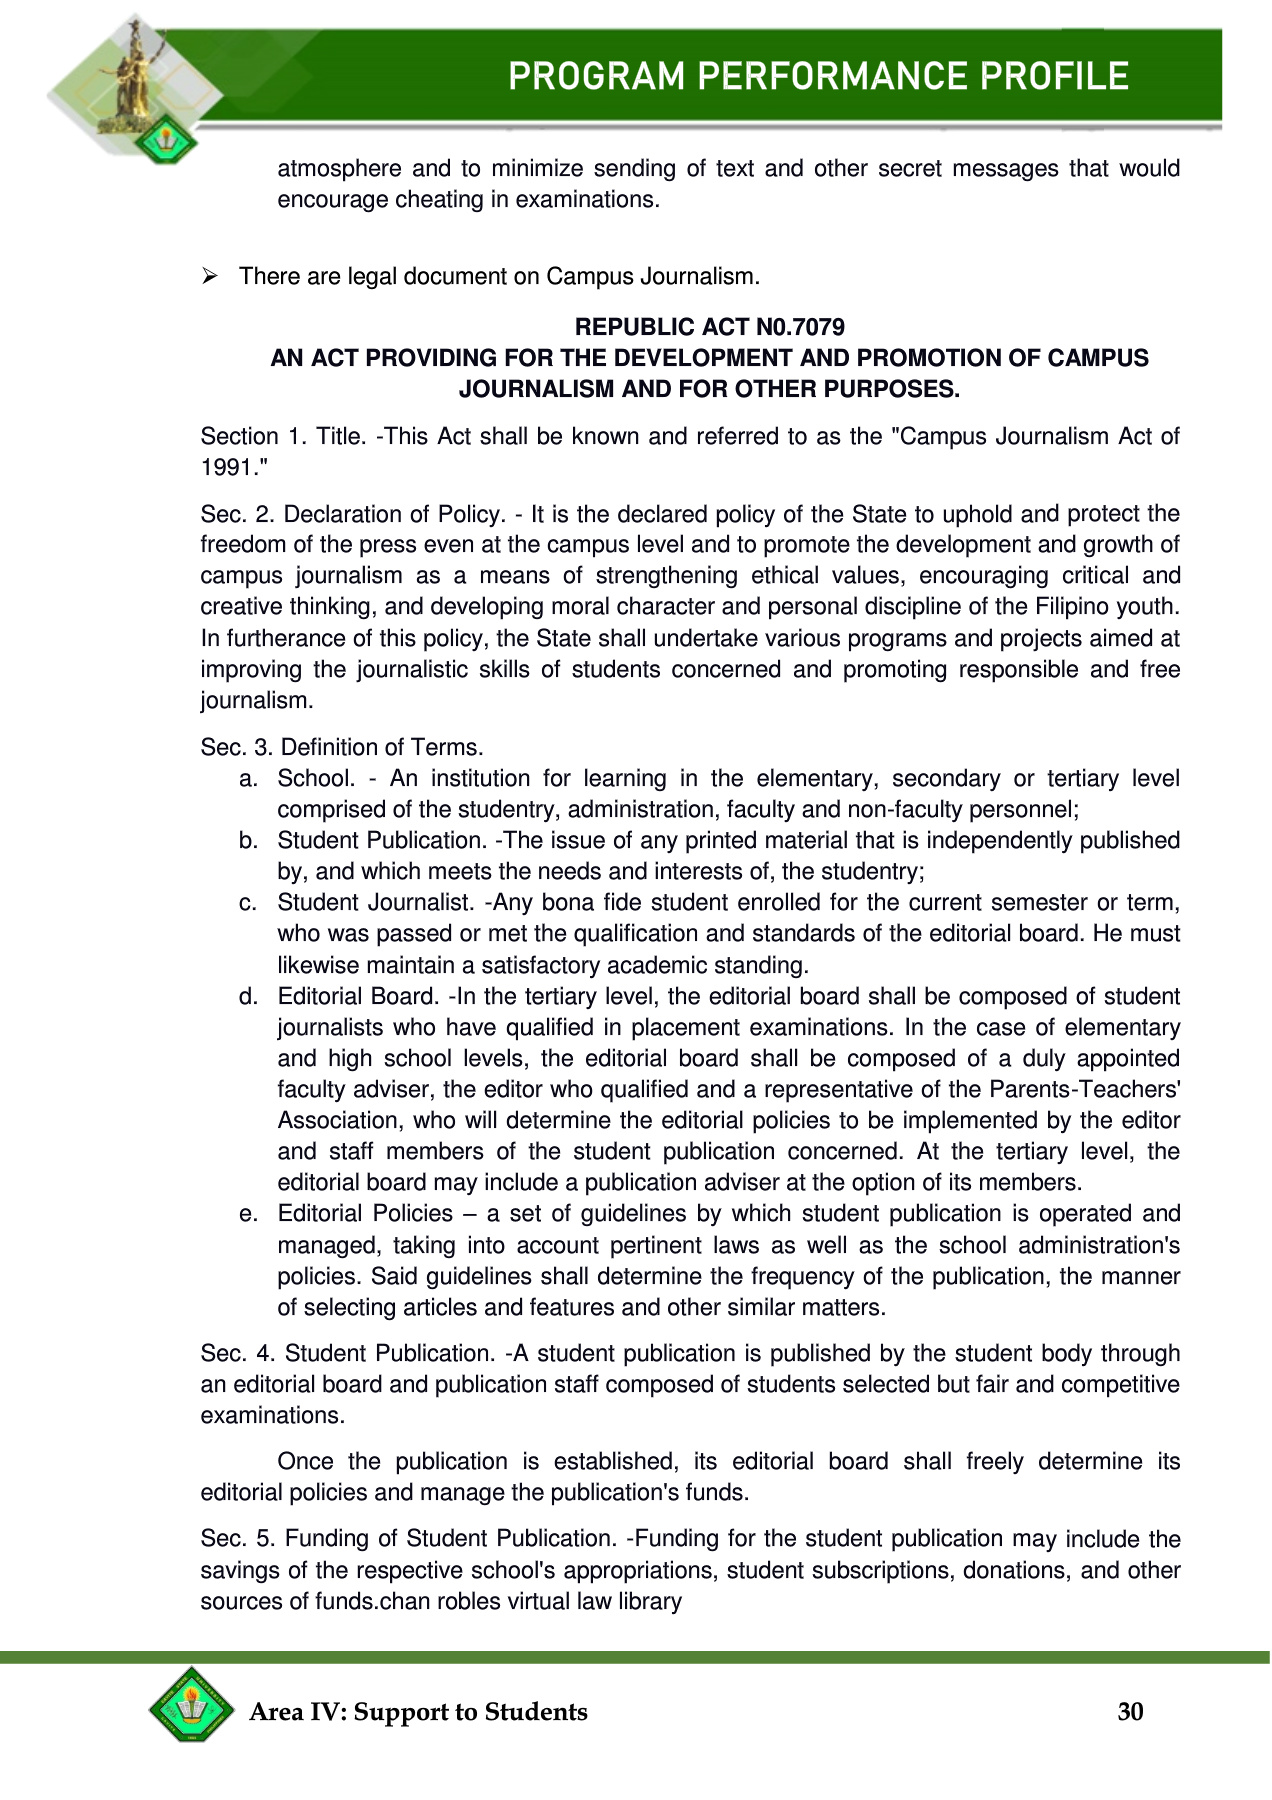 PROGRAM PERFORMANCE PROFILE
atmosphere and to minimize sending of text and other secret messages that would
encourage cheating in examinations.
➢ There are legal document on Campus Journalism.
REPUBLIC ACT N0.7079
AN ACT PROVIDING FOR THE DEVELOPMENT AND PROMOTION OF CAMPUS
JOURNALISM AND FOR OTHER PURPOSES.
Section 1. Title. -This Act shall be known and referred to as the "Campus Journalism Act of
1991."
Sec. 2. Declaration of Policy. - It is the declared policy of the State to uphold and protect the
freedom of the press even at the campus level and to promote the development and growth of
campus journalism as a means of strengthening ethical values, encouraging critical and
creative thinking, and developing moral character and personal discipline of the Filipino youth.
In furtherance of this policy, the State shall undertake various programs and projects aimed at
improving the journalistic skills of students concerned and promoting responsible and free
journalism.
Sec. 3. Definition of Terms.
a. School. - An institution for learning in the elementary, secondary or tertiary level
comprised of the studentry, administration, faculty and non-faculty personnel;
b. Student Publication. -The issue of any printed material that is independently published
by, and which meets the needs and interests of, the studentry;
c. Student Journalist. -Any bona fide student enrolled for the current semester or term,
who was passed or met the qualification and standards of the editorial board. He must
likewise maintain a satisfactory academic standing.
d. Editorial Board. -In the tertiary level, the editorial board shall be composed of student
journalists who have qualified in placement examinations. In the case of elementary
and high school levels, the editorial board shall be composed of a duly appointed
faculty adviser, the editor who qualified and a representative of the Parents-Teachers'
Association, who will determine the editorial policies to be implemented by the editor
and staff members of the student publication concerned. At the tertiary level, the
editorial board may include a publication adviser at the option of its members.
e. Editorial Policies – a set of guidelines by which student publication is operated and
managed, taking into account pertinent laws as well as the school administration's
policies. Said guidelines shall determine the frequency of the publication, the manner
of selecting articles and features and other similar matters.
Sec. 4. Student Publication. -A student publication is published by the student body through
an editorial board and publication staff composed of students selected but fair and competitive
examinations.
Once the publication is established, its editorial board shall freely determine its
editorial policies and manage the publication's funds.
Sec. 5. Funding of Student Publication. -Funding for the student publication may include the
savings of the respective school's appropriations, student subscriptions, donations, and other
sources of funds.chan robles virtual law library
Area IV: Support to Students 30